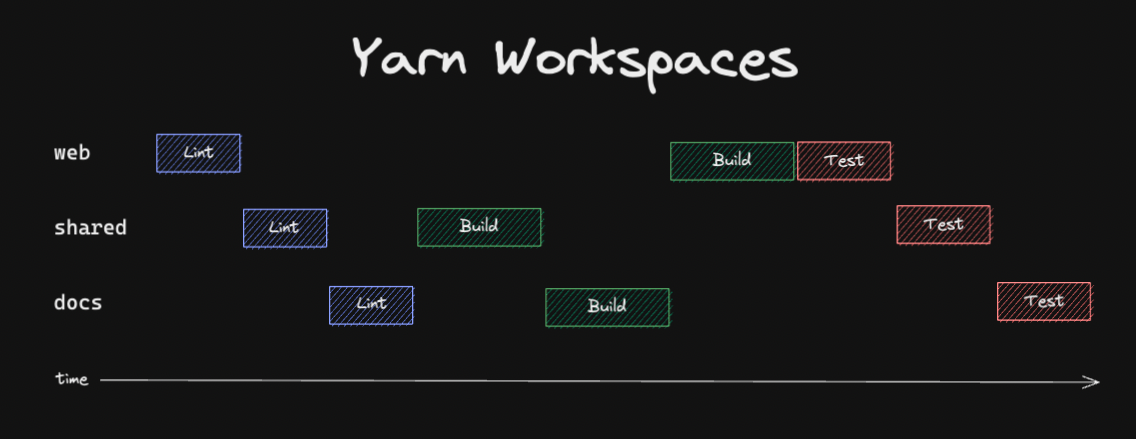 Yarn Workspaces
web Lint Build Test
shared Lint Build Test
docs Lint Build Test
time